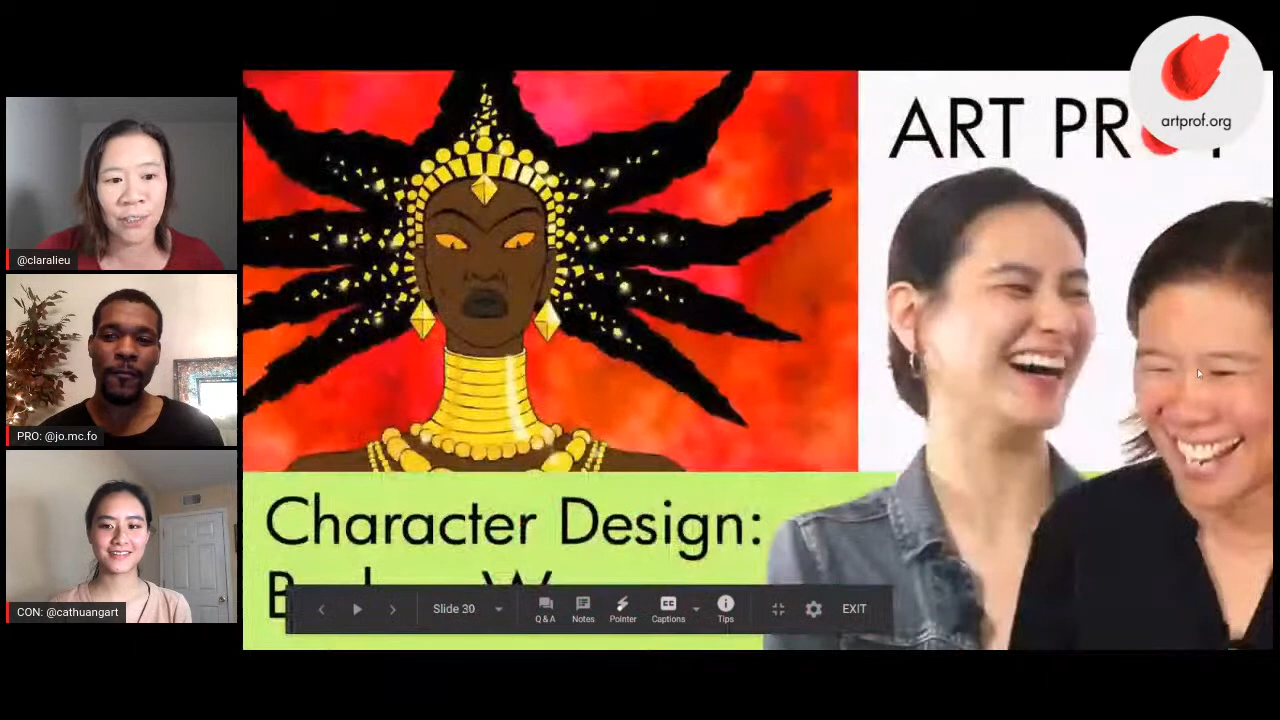 artprof.org
ART PR
@claralieu
PRO: @jo.mc.fo
CON: @cathuangart
Character Design:
Slide 30
Q & A
Notes
Pointer
CC
Captions
Tips
EXIT